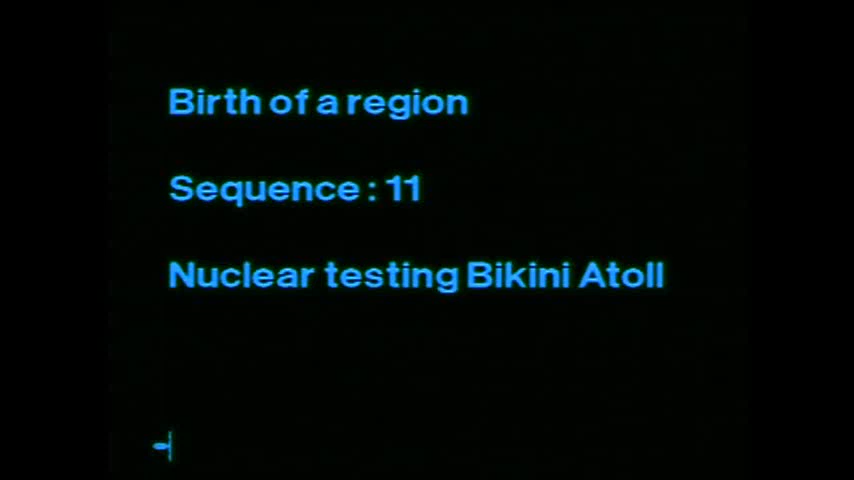 Birth of a region
Sequence : 11
Nuclear testing Bikini Atoll